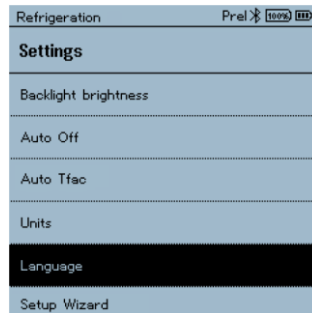 Refrigeration Prel 100%
Settings
Backlight brightness
Auto Off
Auto Tfac
Units
Language
Setup Wizard